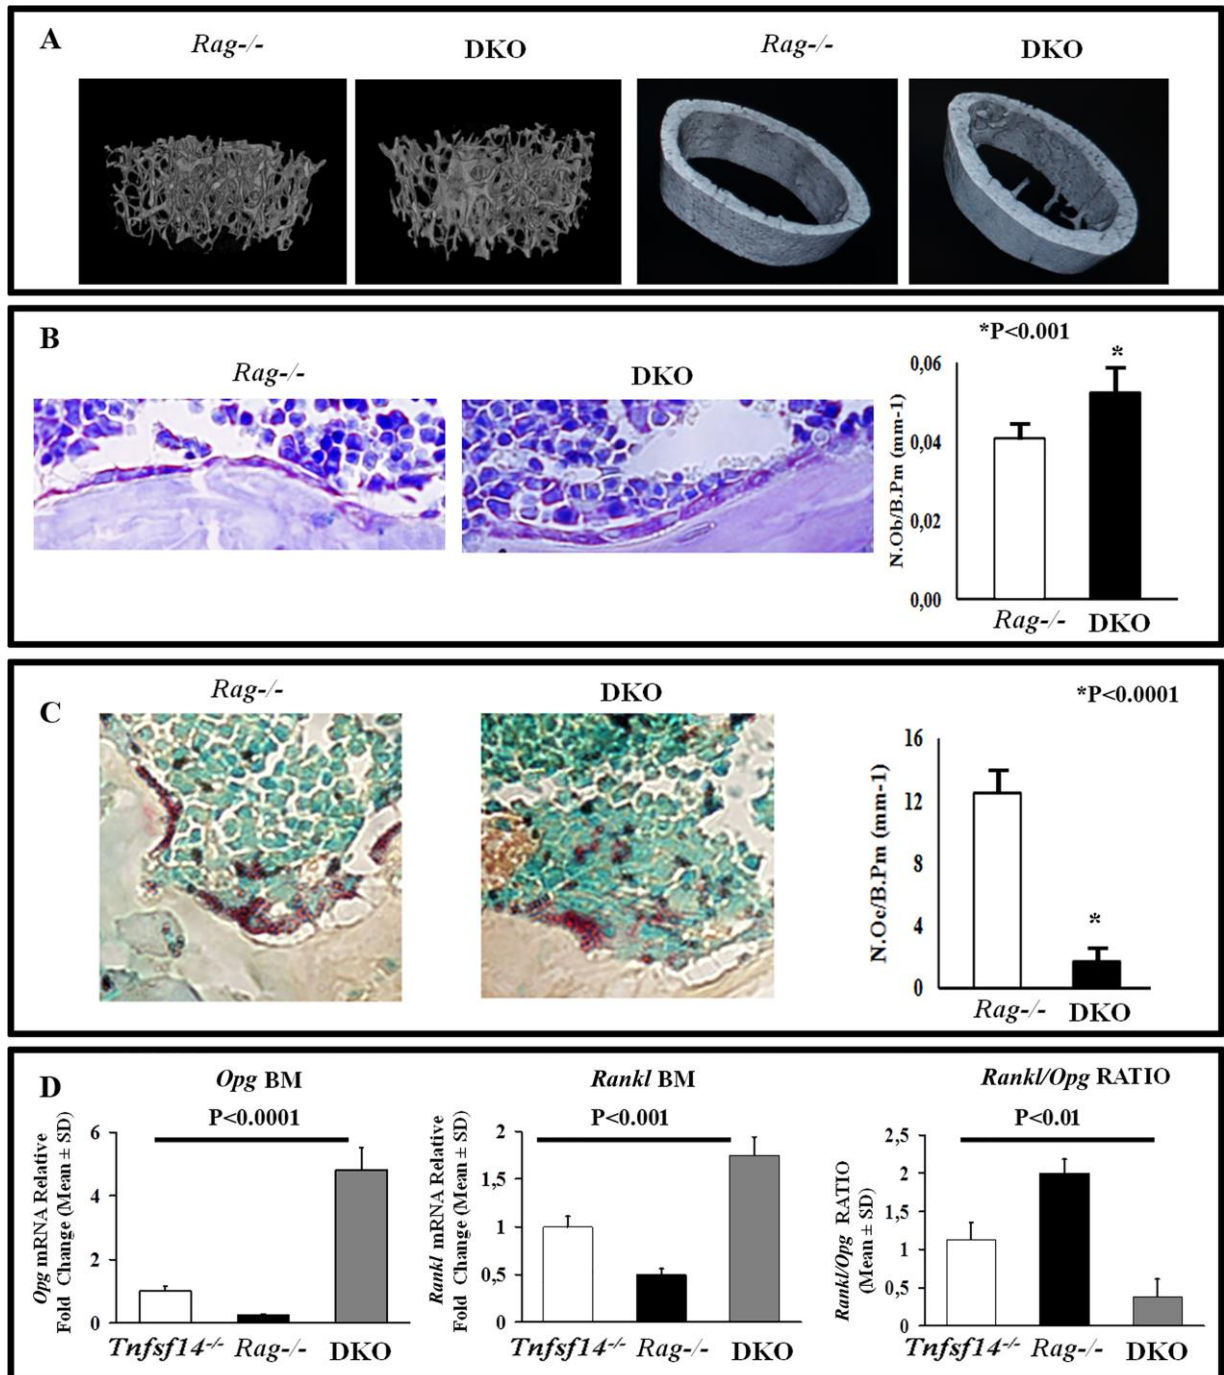 A
Rag-/-
DKO
Rag-/-
DKO
B
Rag-/-
DKO
*P<0.001
*
N.Ob/B.Pm (mm-1)
0,06
0,04
0,02
0,00
Rag-/-
DKO
C
Rag-/-
DKO
*P<0.0001
*
N.Oc/B.Pm (mm-1)
16
12
8
4
0
Rag-/-
DKO
D
Opg BM
P<0.0001
Opg mRNA Relative
Fold Change (Mean ± SD)
6
4
2
0
Tnfsf14-/-
Rag-/-
DKO
Rankl BM
P<0.001
Rankl mRNA Relative
Fold Change (Mean ± SD)
2
1,5
1
0,5
0
Tnfsf14-/-
Rag-/-
DKO
Rankl/Opg RATIO
P<0.01
Rankl/Opg RATIO
(Mean ± SD)
2,5
2
1,5
1
0,5
0
Tnfsf14-/-
Rag-/-
DKO